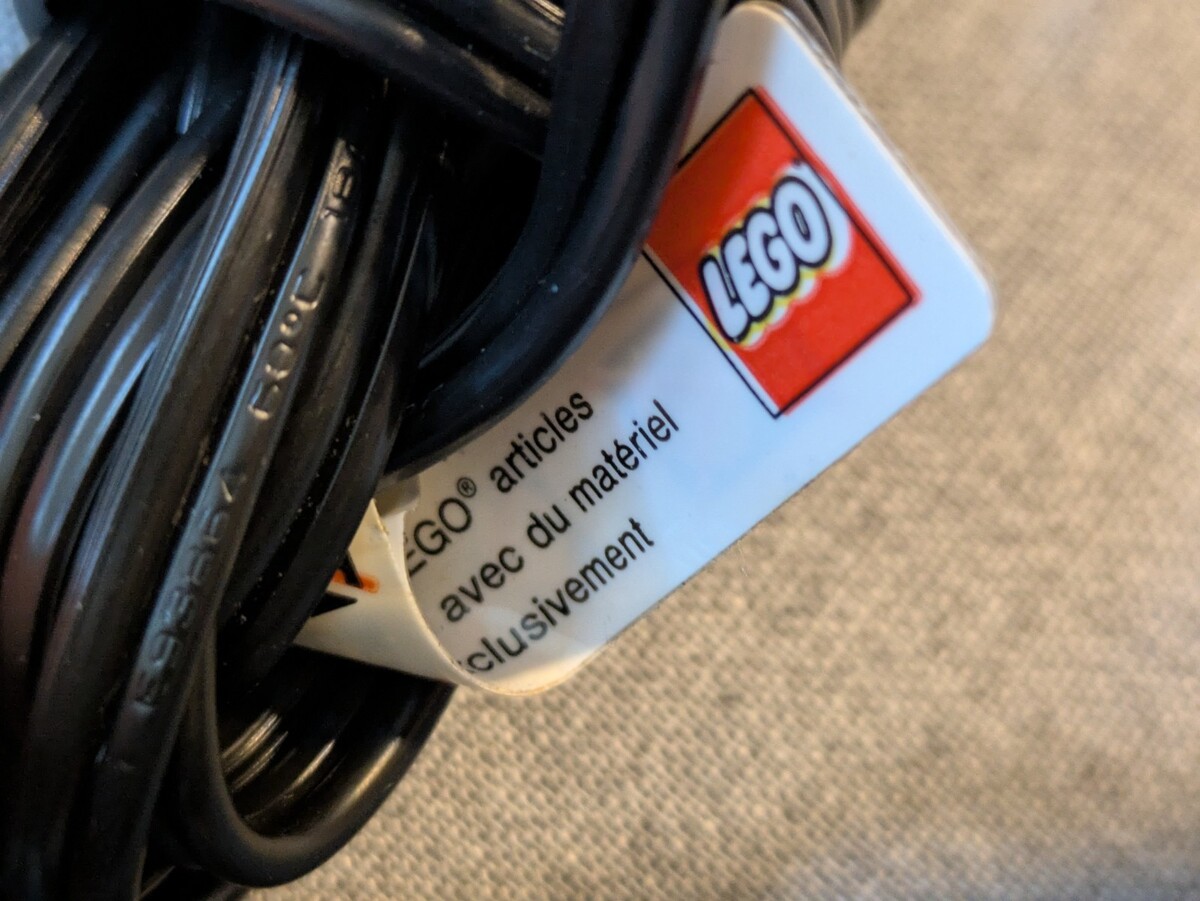 LEGO
EGO® articles
avec du matériel
clusivement